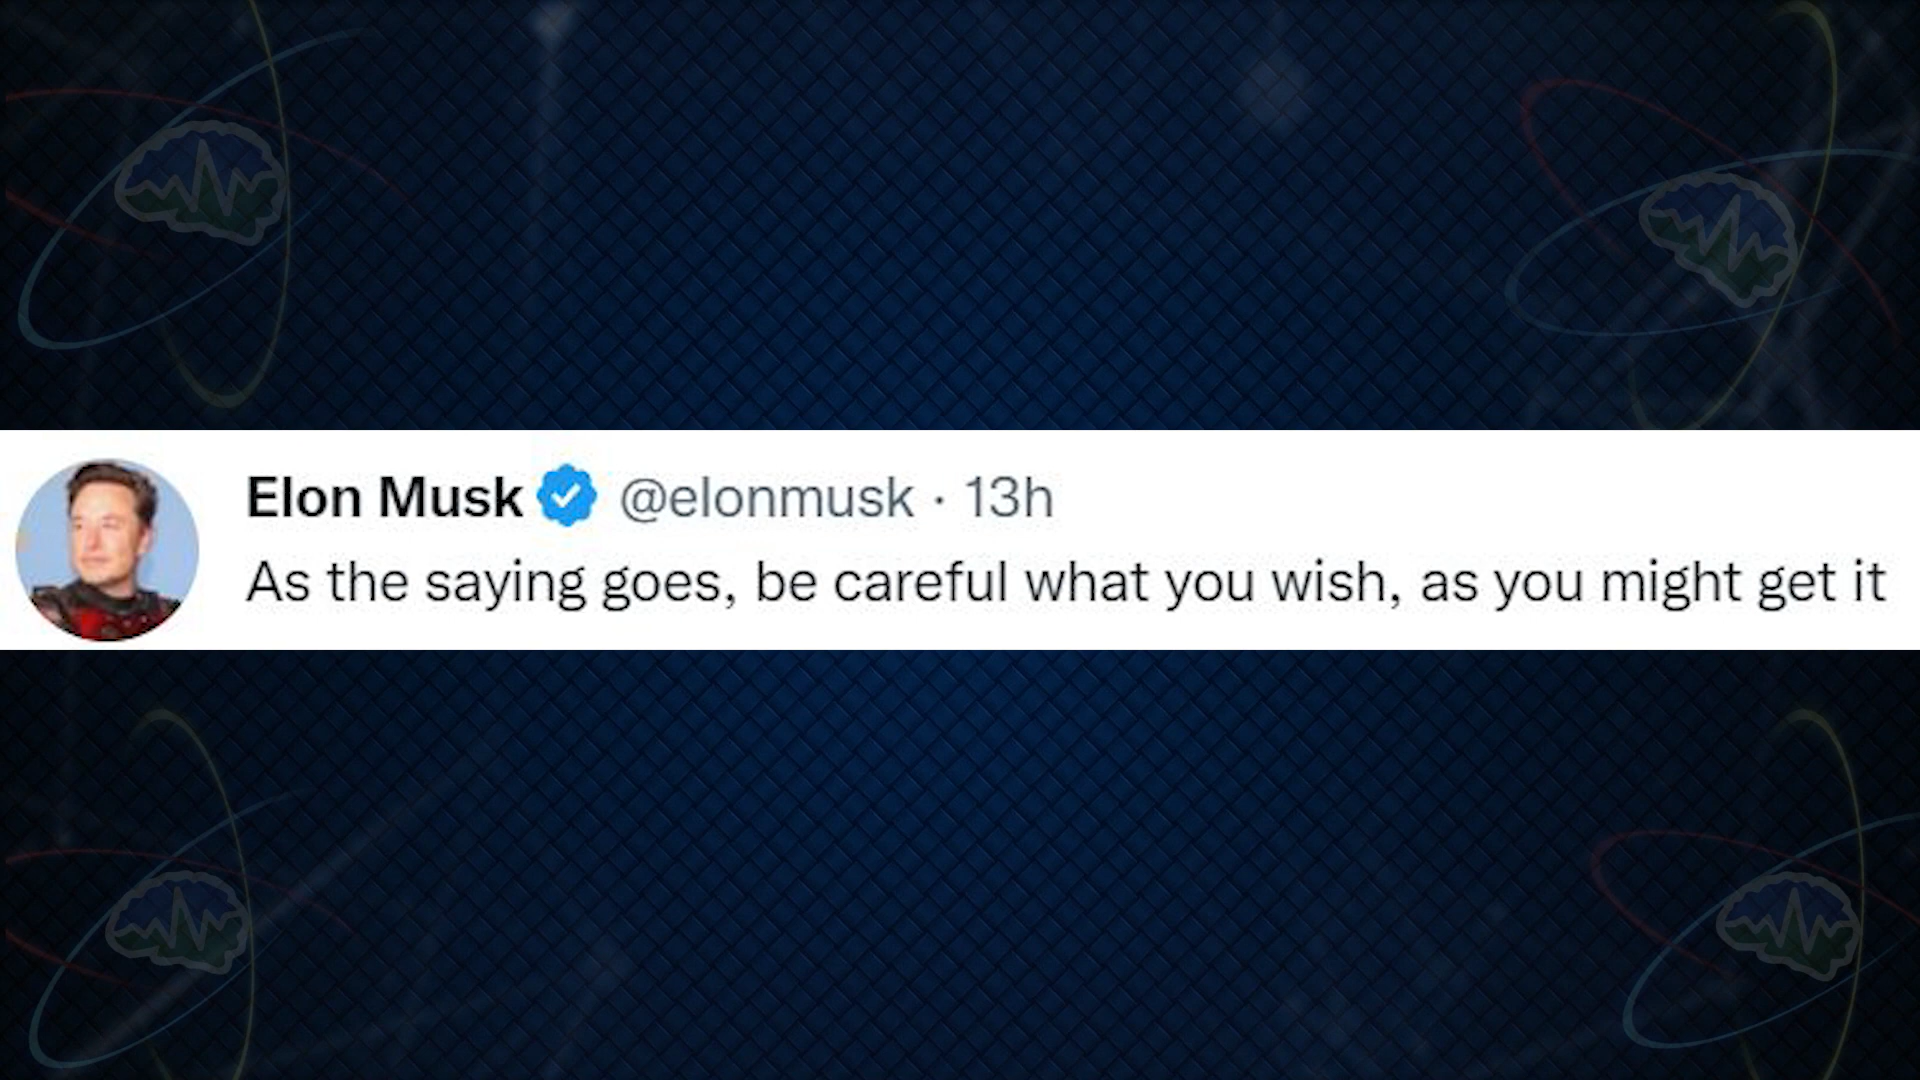 Elon Musk @elonmusk · 13h
As the saying goes, be careful what you wish, as you might get it